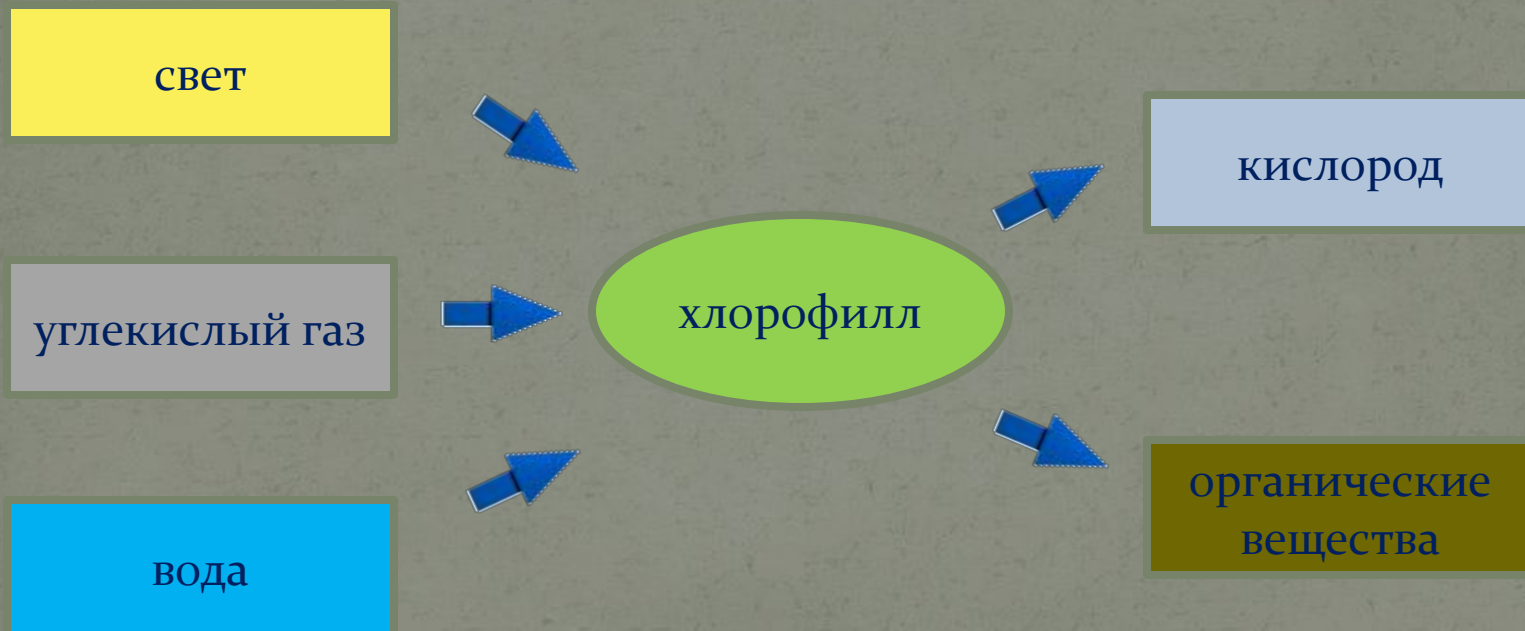 свет
углекислый газ
вода
хлорофилл
кислород
органические
вещества